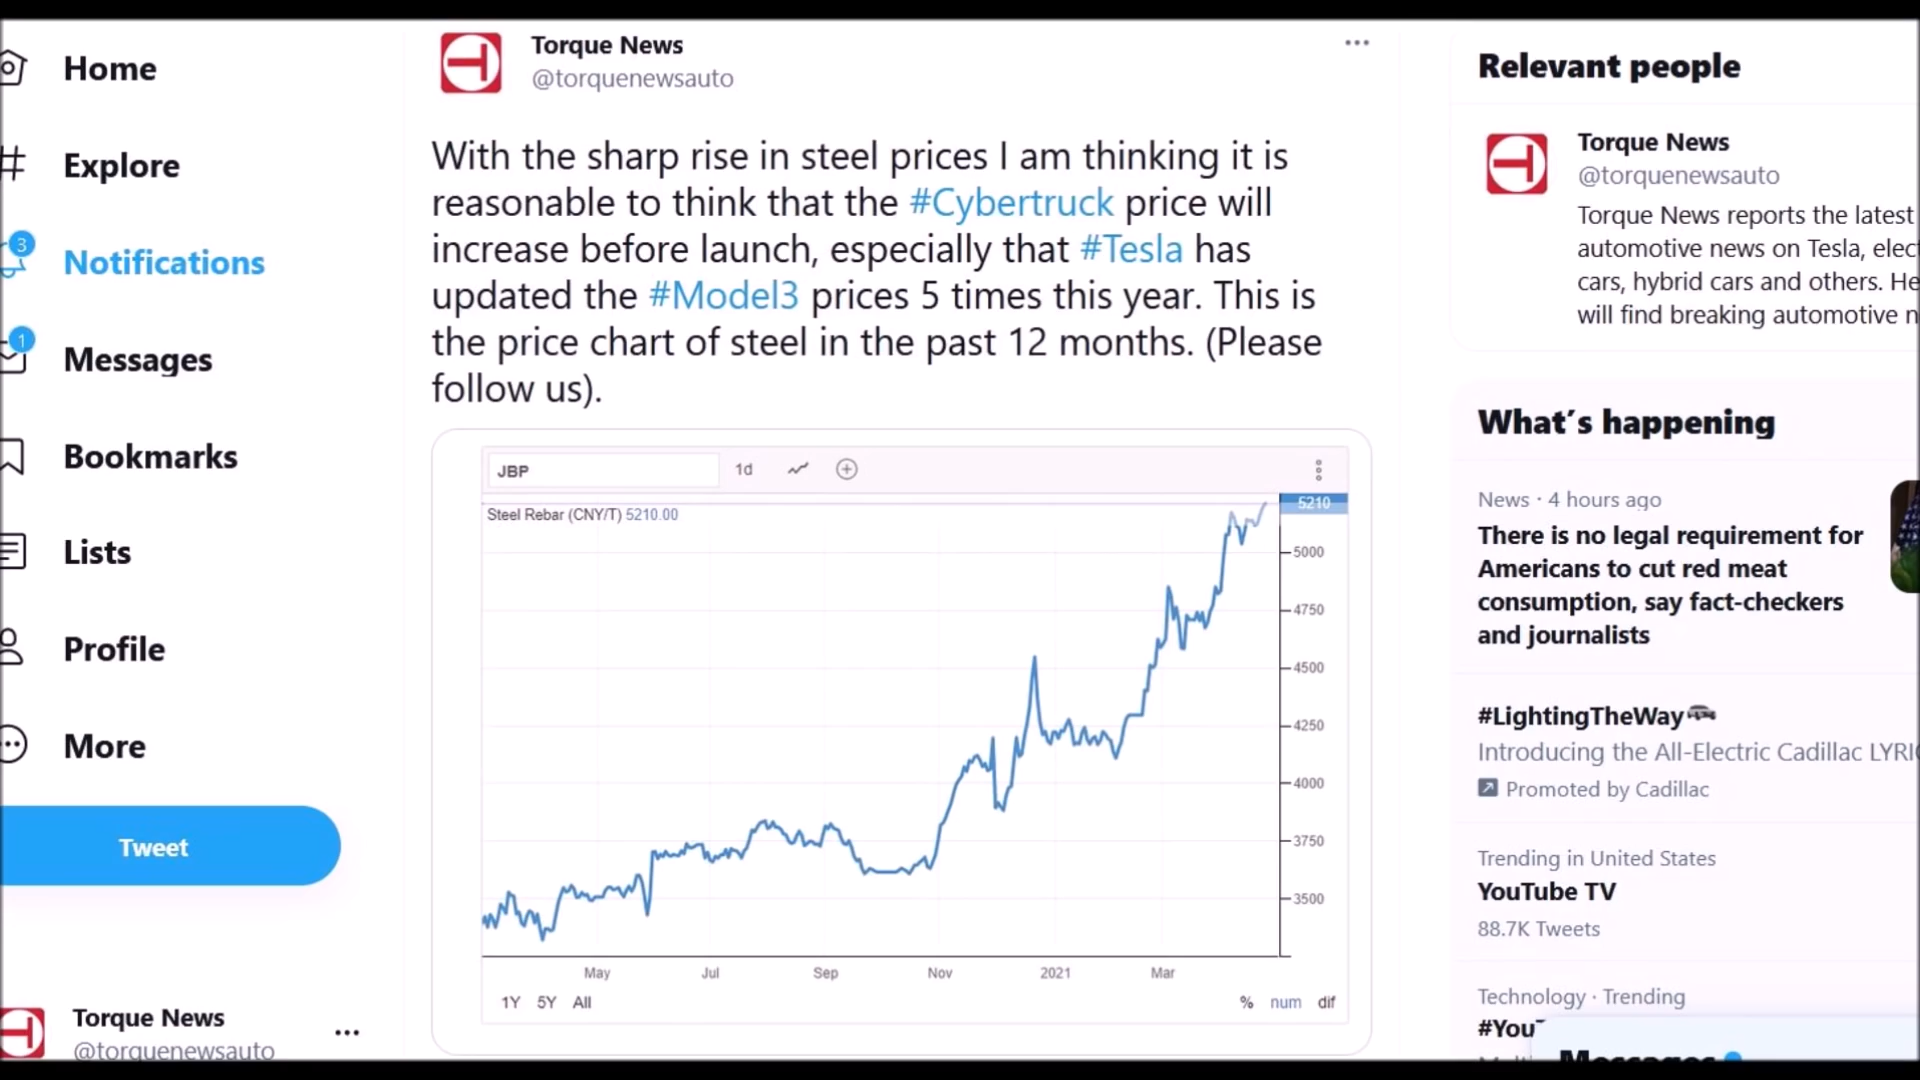 Home
Explore
3
Notifications
1
Messages
Bookmarks
Lists
Profile
More
Tweet
Torque News
@torquenewsauto
Torque News
@torquenewsauto
With the sharp rise in steel prices I am thinking it is
reasonable to think that the #Cybertruck price will
increase before launch, especially that #Tesla has
updated the #Model3 prices 5 times this year. This is
the price chart of steel in the past 12 months. (Please
follow us).
JBP 1d
Steel Rebar (CNY/T) 5210.00
5210
5000
4750
4500
4250
4000
3750
3500
May Jul Sep Nov 2021 Mar
1Y 5Y All % num dif
Relevant people
Torque News
@torquenewsauto
Torque News reports the latest
automotive news on Tesla, elec
cars, hybrid cars and others. He
will find breaking automotive n
What's happening
News · 4 hours ago
There is no legal requirement for
Americans to cut red meat
consumption, say fact-checkers
and journalists
#LightingTheWay
Introducing the All-Electric Cadillac LYRI
Promoted by Cadillac
Trending in United States
YouTube TV
88.7K Tweets
Technology · Trending
#You
Messages